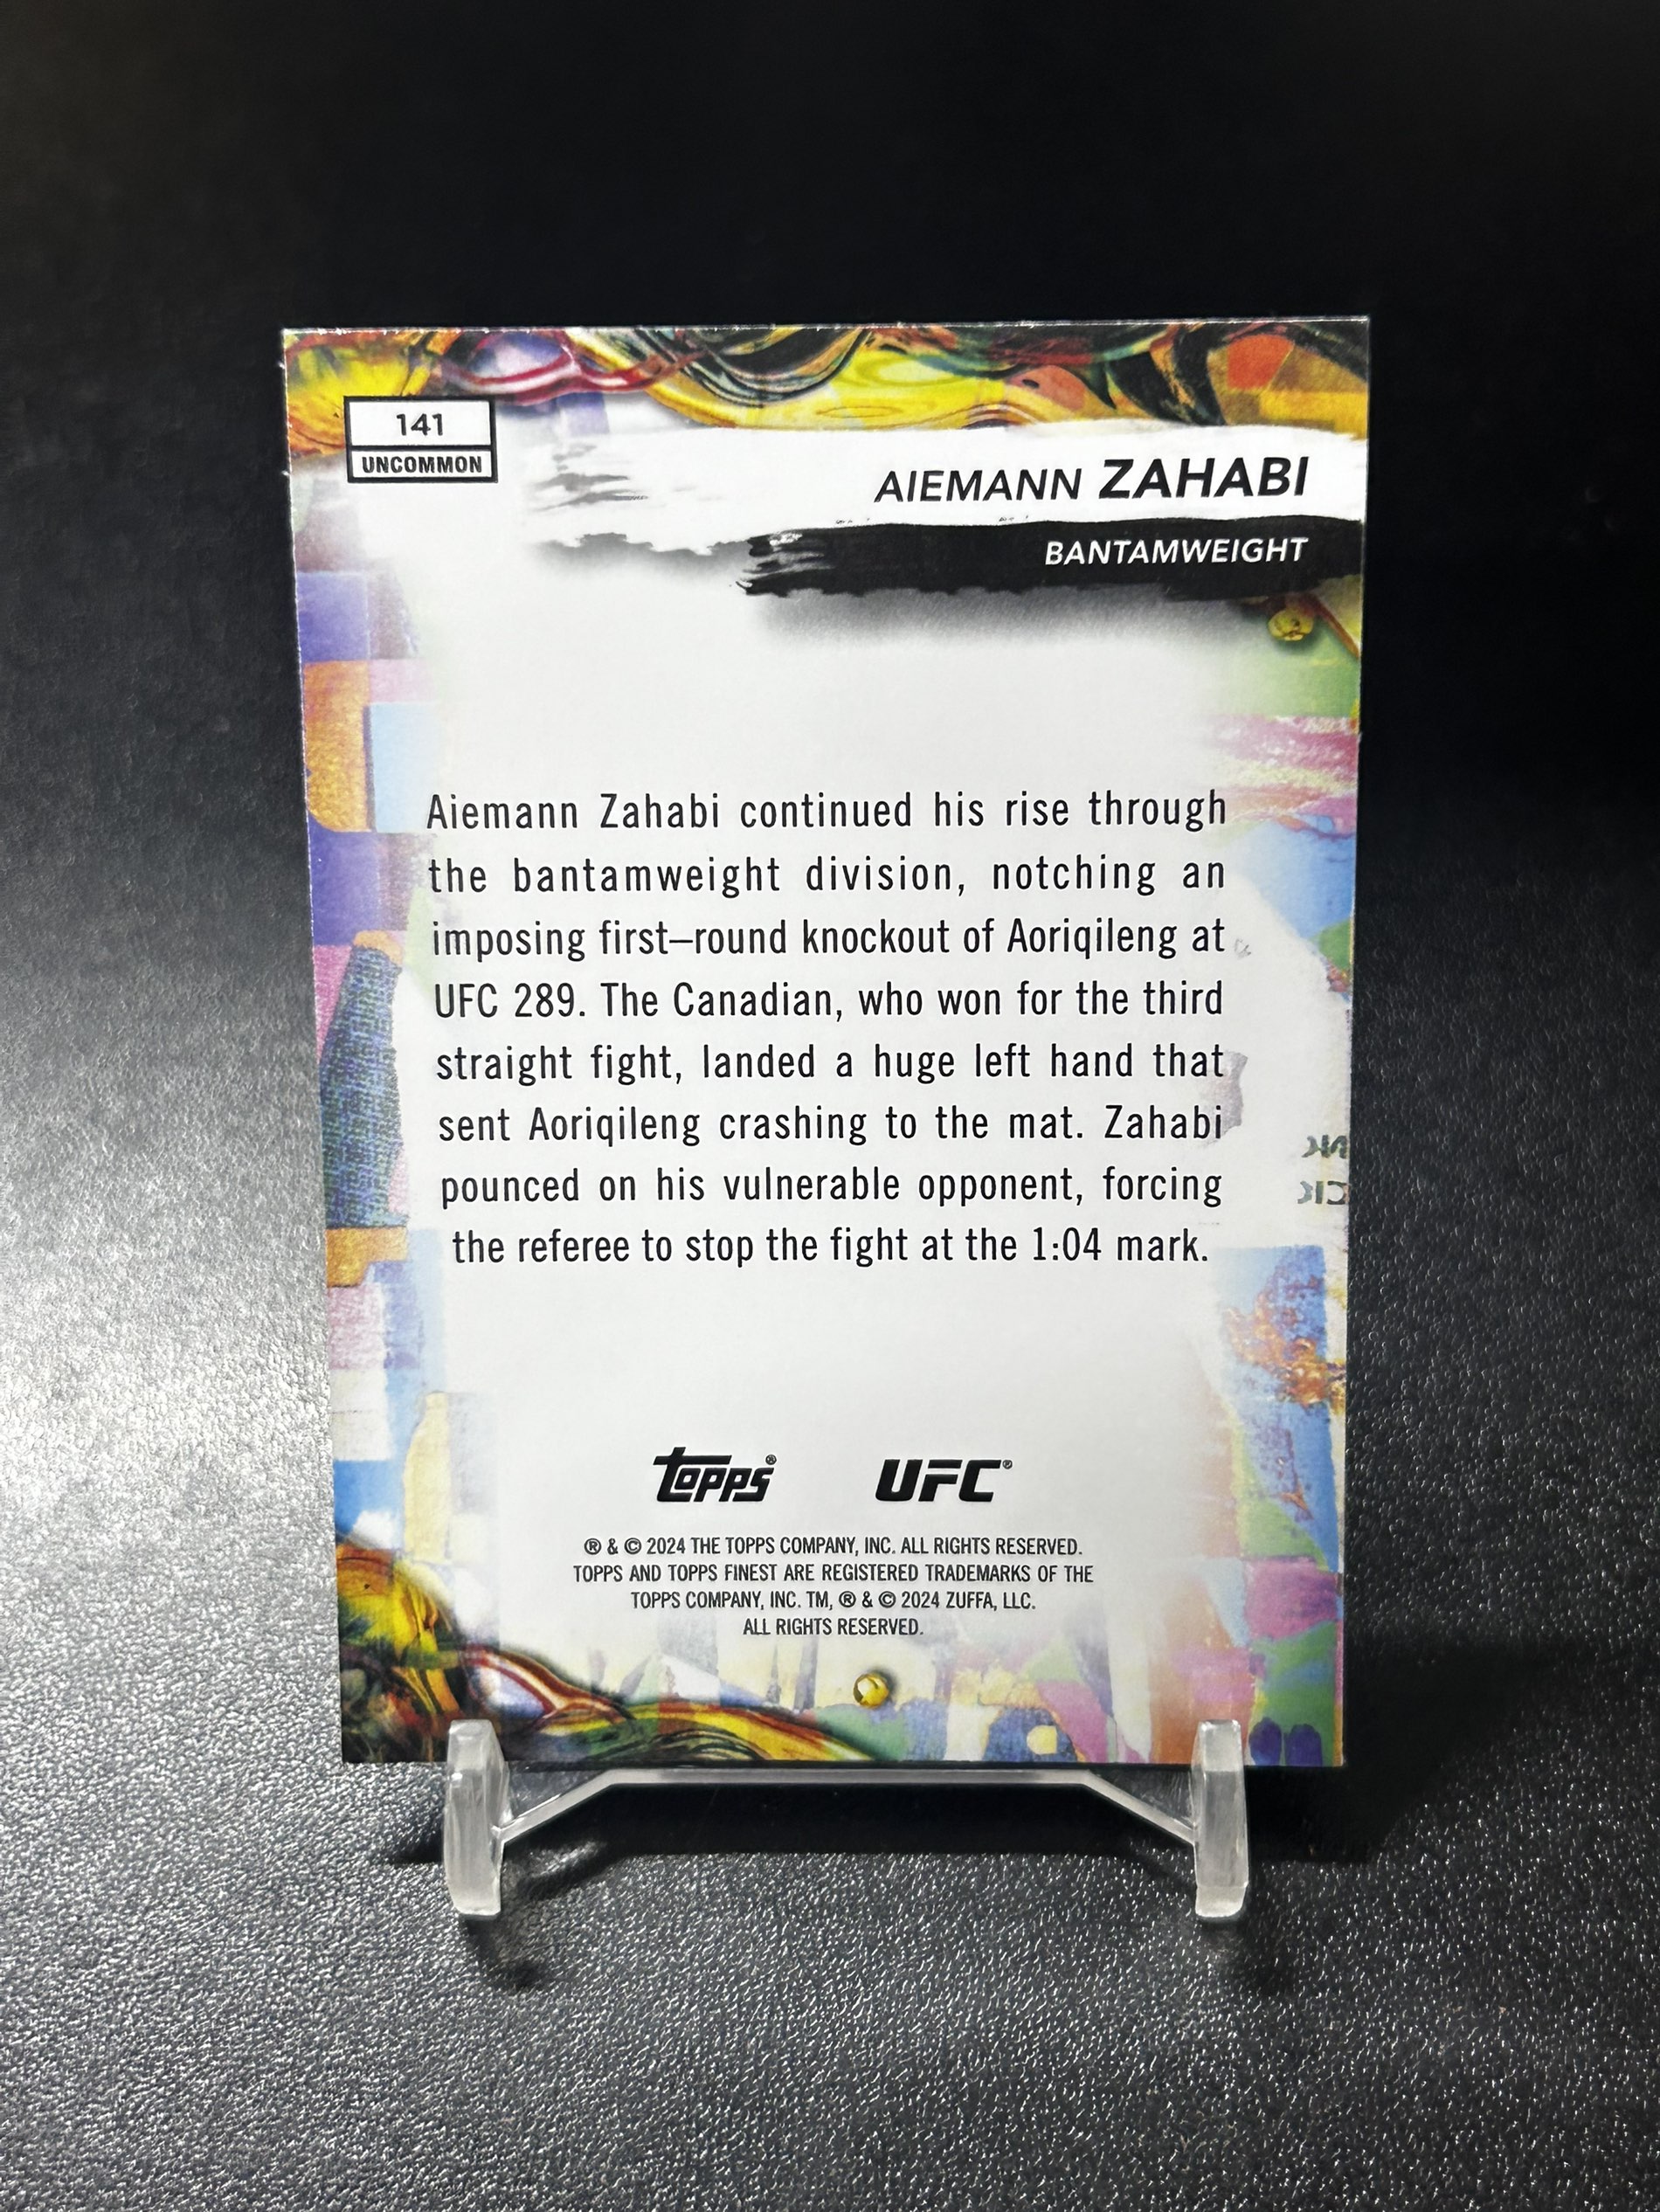 141
UNCOMMON
AIEMANN ZAHABI
BANTAMWEIGHT
Aiemann Zahabi continued his rise through
the bantamweight division, notching an
imposing first–round knockout of Aoriqileng at
UFC 289. The Canadian, who won for the third
straight fight, landed a huge left hand that
sent Aoriqileng crashing to the mat. Zahabi
pounced on his vulnerable opponent, forcing
the referee to stop the fight at the 1:04 mark.
topps® UFC®
® & © 2024 THE TOPPS COMPANY, INC. ALL RIGHTS RESERVED.
TOPPS AND TOPPS FINEST ARE REGISTERED TRADEMARKS OF THE
TOPPS COMPANY, INC. TM, ® & © 2024 ZUFFA, LLC.
ALL RIGHTS RESERVED.